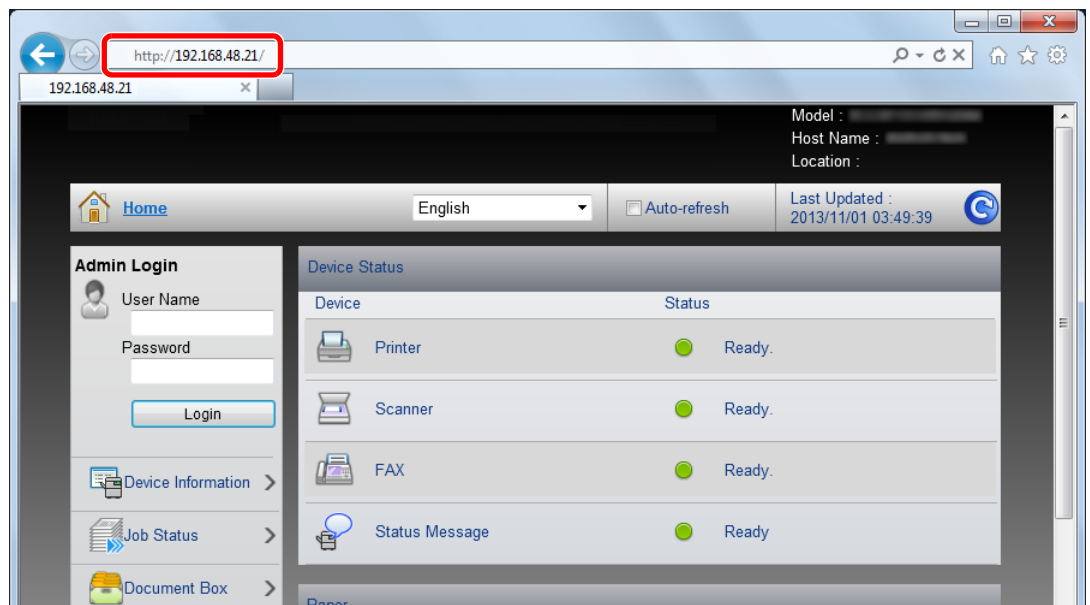 http://192.168.48.21/
192.168.48.21
Model :
Host Name :
Location :
Home
English
Auto-refresh
Last Updated :
2013/11/01 03:49:39
Admin Login
User Name
Password
Login
Device Information
Job Status
Document Box
Device Status
Device Status
Printer Ready.
Scanner Ready.
FAX Ready.
Status Message Ready
Paper